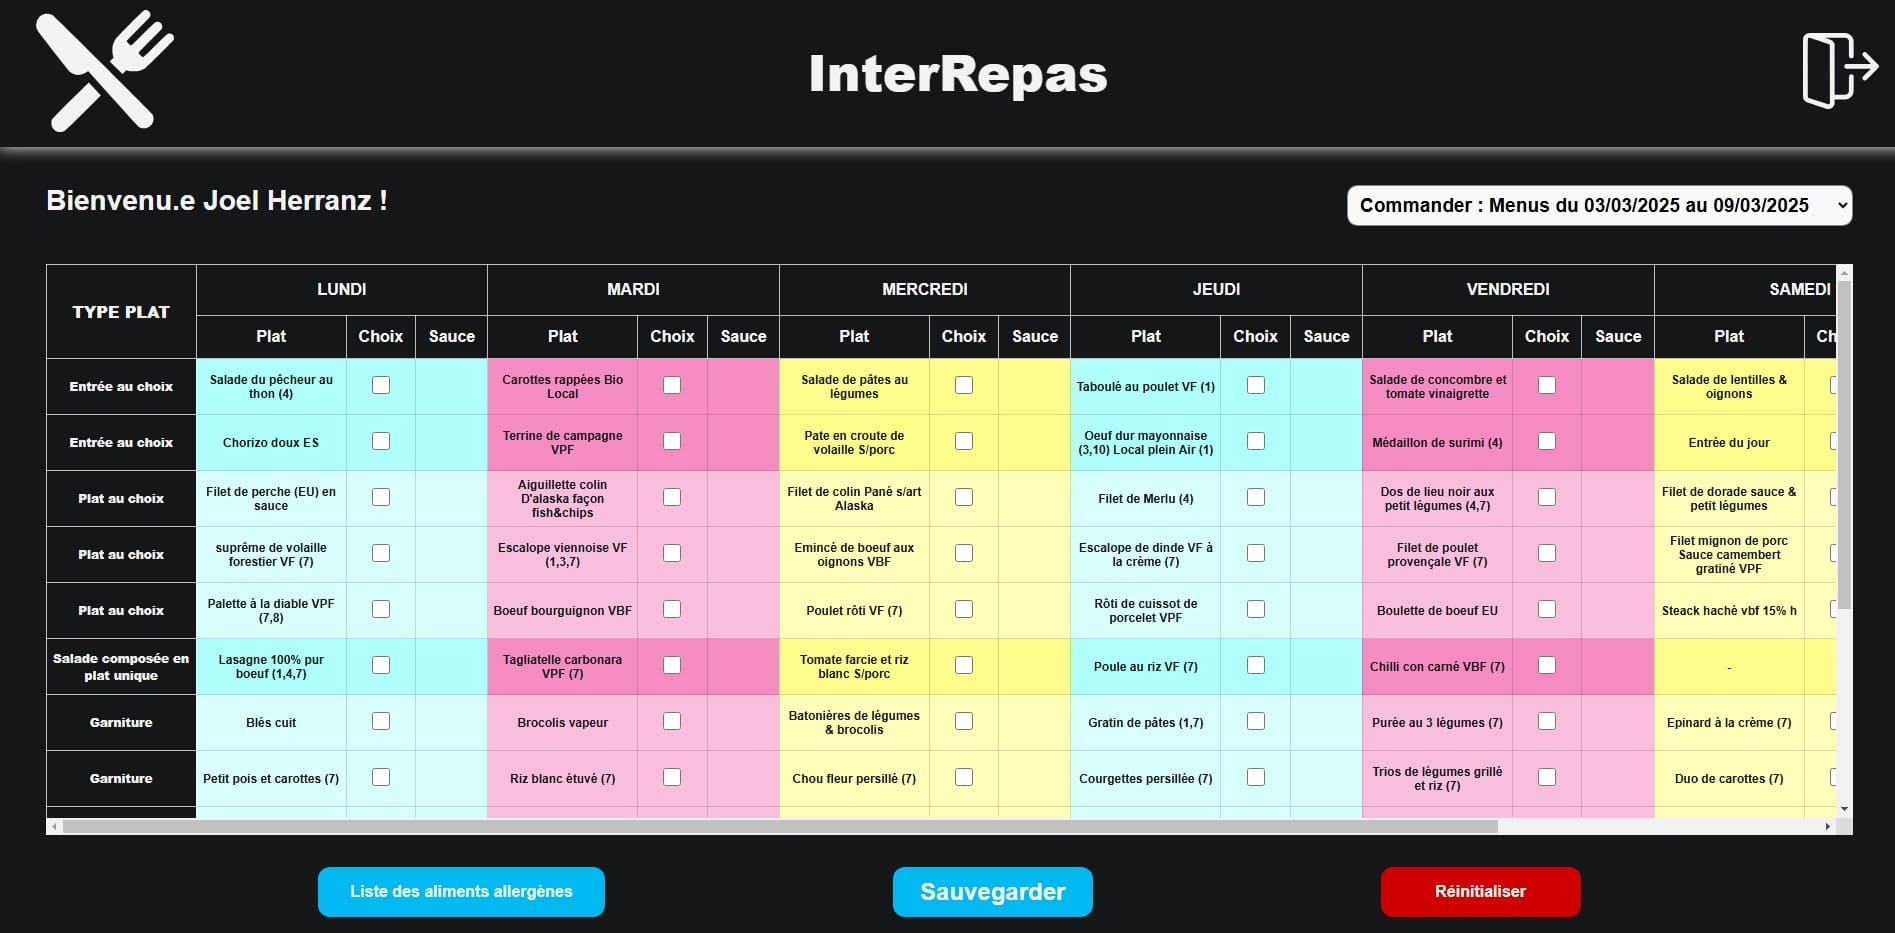 InterRepas
Bienvenu.e Joel Herranz !
Commander : Menus du 03/03/2025 au 09/03/2025
TYPE PLAT LUNDI MARDI MERCREDI JEUDI VENDREDI SAMEDI
Plat Choix Sauce Plat Choix Sauce Plat Choix Sauce Plat Choix Sauce Plat Choix Sauce Plat Ch
Entrée au choix
Salade du pêcheur au
thon (4)
Carottes rappées Bio
Local
Salade de pâtes au
légumes
Taboulé au poulet VF (1)
Salade de concombre et
tomate vinaigrette
Salade de lentilles &
oignons
Entrée au choix
Chorizo doux ES
Terrine de campagne
VPF
Pate en croute de
volaille S/porc
Oeuf dur mayonnaise
(3,10) Local plein Air (1)
Médaillon de surimi (4)
Entrée du jour
Plat au choix
Filet de perche (EU) en
sauce
Aiguillette colin
D'alaska façon
fish&chips
Filet de colin Pané s/art
Alaska
Filet de Merlu (4)
Dos de lieu noir aux
petit légumes (4,7)
Filet de dorade sauce &
petit légumes
Plat au choix
suprême de volaille
forestier VF (7)
Escalope viennoise VF
(1,3,7)
Emincé de boeuf aux
oignons VBF
Escalope de dinde VF à
la crème (7)
Filet de poulet
provençale VF (7)
Filet mignon de porc
Sauce camembert
gratiné VPF
Plat au choix
Palette à la diable VPF
(7,8)
Boeuf bourguignon VBF
Poulet rôti VF (7)
Rôti de cuissot de
porcelet VPF
Boulette de boeuf EU
Steack haché vbf 15% h
Salade composée en
plat unique
Lasagne 100% pur
boeuf (1,4,7)
Tagliatelle carbonara
VPF (7)
Tomate farcie et riz
blanc S/porc
Poule au riz VF (7)
Chilli con carné VBF (7)
-
Garniture
Blés cuit
Brocolis vapeur
Batonières de légumes
& brocolis
Gratin de pâtes (1,7)
Purée au 3 légumes (7)
Epinard à la crème (7)
Garniture
Petit pois et carottes (7)
Riz blanc étuvé (7)
Chou fleur persillé (7)
Courgettes persillée (7)
Trios de légumes grillé
et riz (7)
Duo de carottes (7)
Liste des aliments allergènes
Sauvegarder
Réinitialiser